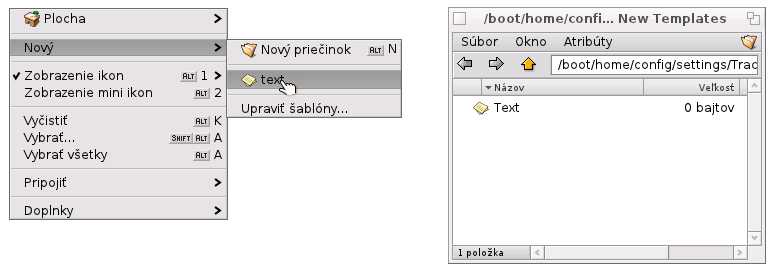 Plocha
Nový
Zobrazenie ikon ALT 1
Zobrazenie mini ikon ALT 2
Vyčistiť ALT K
Vybrať... SHIFT ALT A
Vybrať všetky ALT A
Pripojiť
Doplnky
Nový priečinok ALT N
text
Upraviť šablóny...
/boot/home/confi... New Templates
Súbor Okno Atribúty
/boot/home/config/settings/Trac
Názov Veľkosť
Text 0 bajtov
1 položka